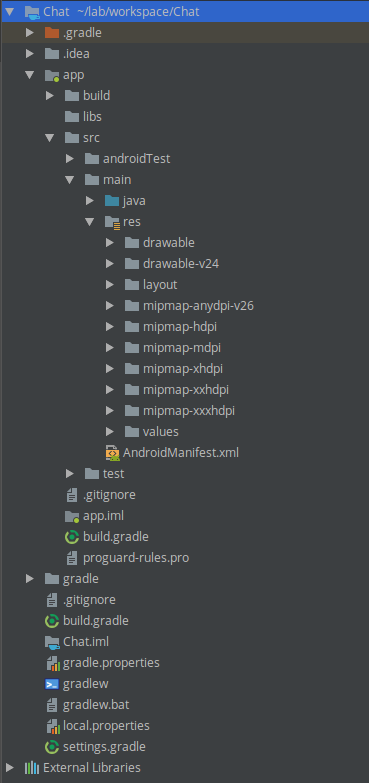 Chat ~/lab/workspace/Chat
.gradle
.idea
app
build
libs
src
androidTest
main
java
res
drawable
drawable-v24
layout
mipmap-anydpi-v26
mipmap-hdpi
mipmap-mdpi
mipmap-xhdpi
mipmap-xxhdpi
mipmap-xxxhdpi
values
AndroidManifest.xml
test
.gitignore
app.iml
build.gradle
proguard-rules.pro
gradle
.gitignore
build.gradle
Chat.iml
gradle.properties
gradlew
gradlew.bat
local.properties
settings.gradle
External Libraries